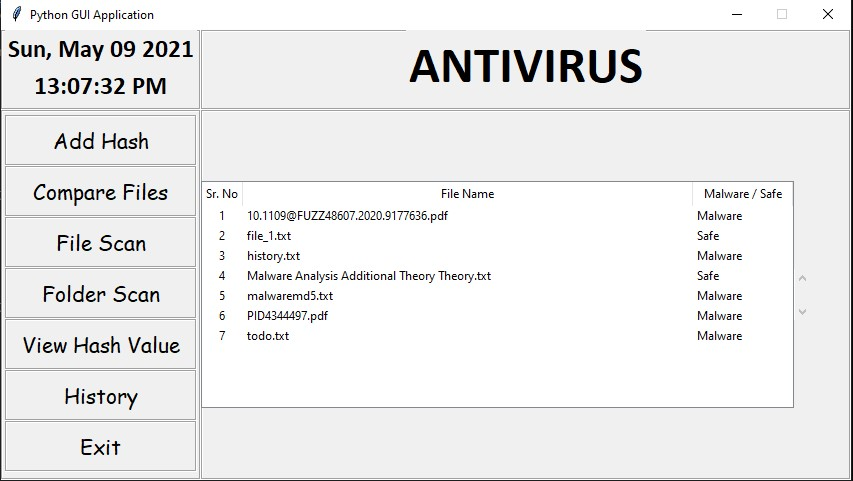 Python GUI Application
Sun, May 09 2021
13:07:32 PM
ANTIVIRUS
Add Hash
Compare Files
File Scan
Folder Scan
View Hash Value
History
Exit
Sr. No File Name Malware / Safe
1 10.1109@FUZZ48607.2020.9177636.pdf Malware
2 file_1.txt Safe
3 history.txt Malware
4 Malware Analysis Additional Theory Theory.txt Safe
5 malwaremd5.txt Malware
6 PID4344497.pdf Malware
7 todo.txt Malware